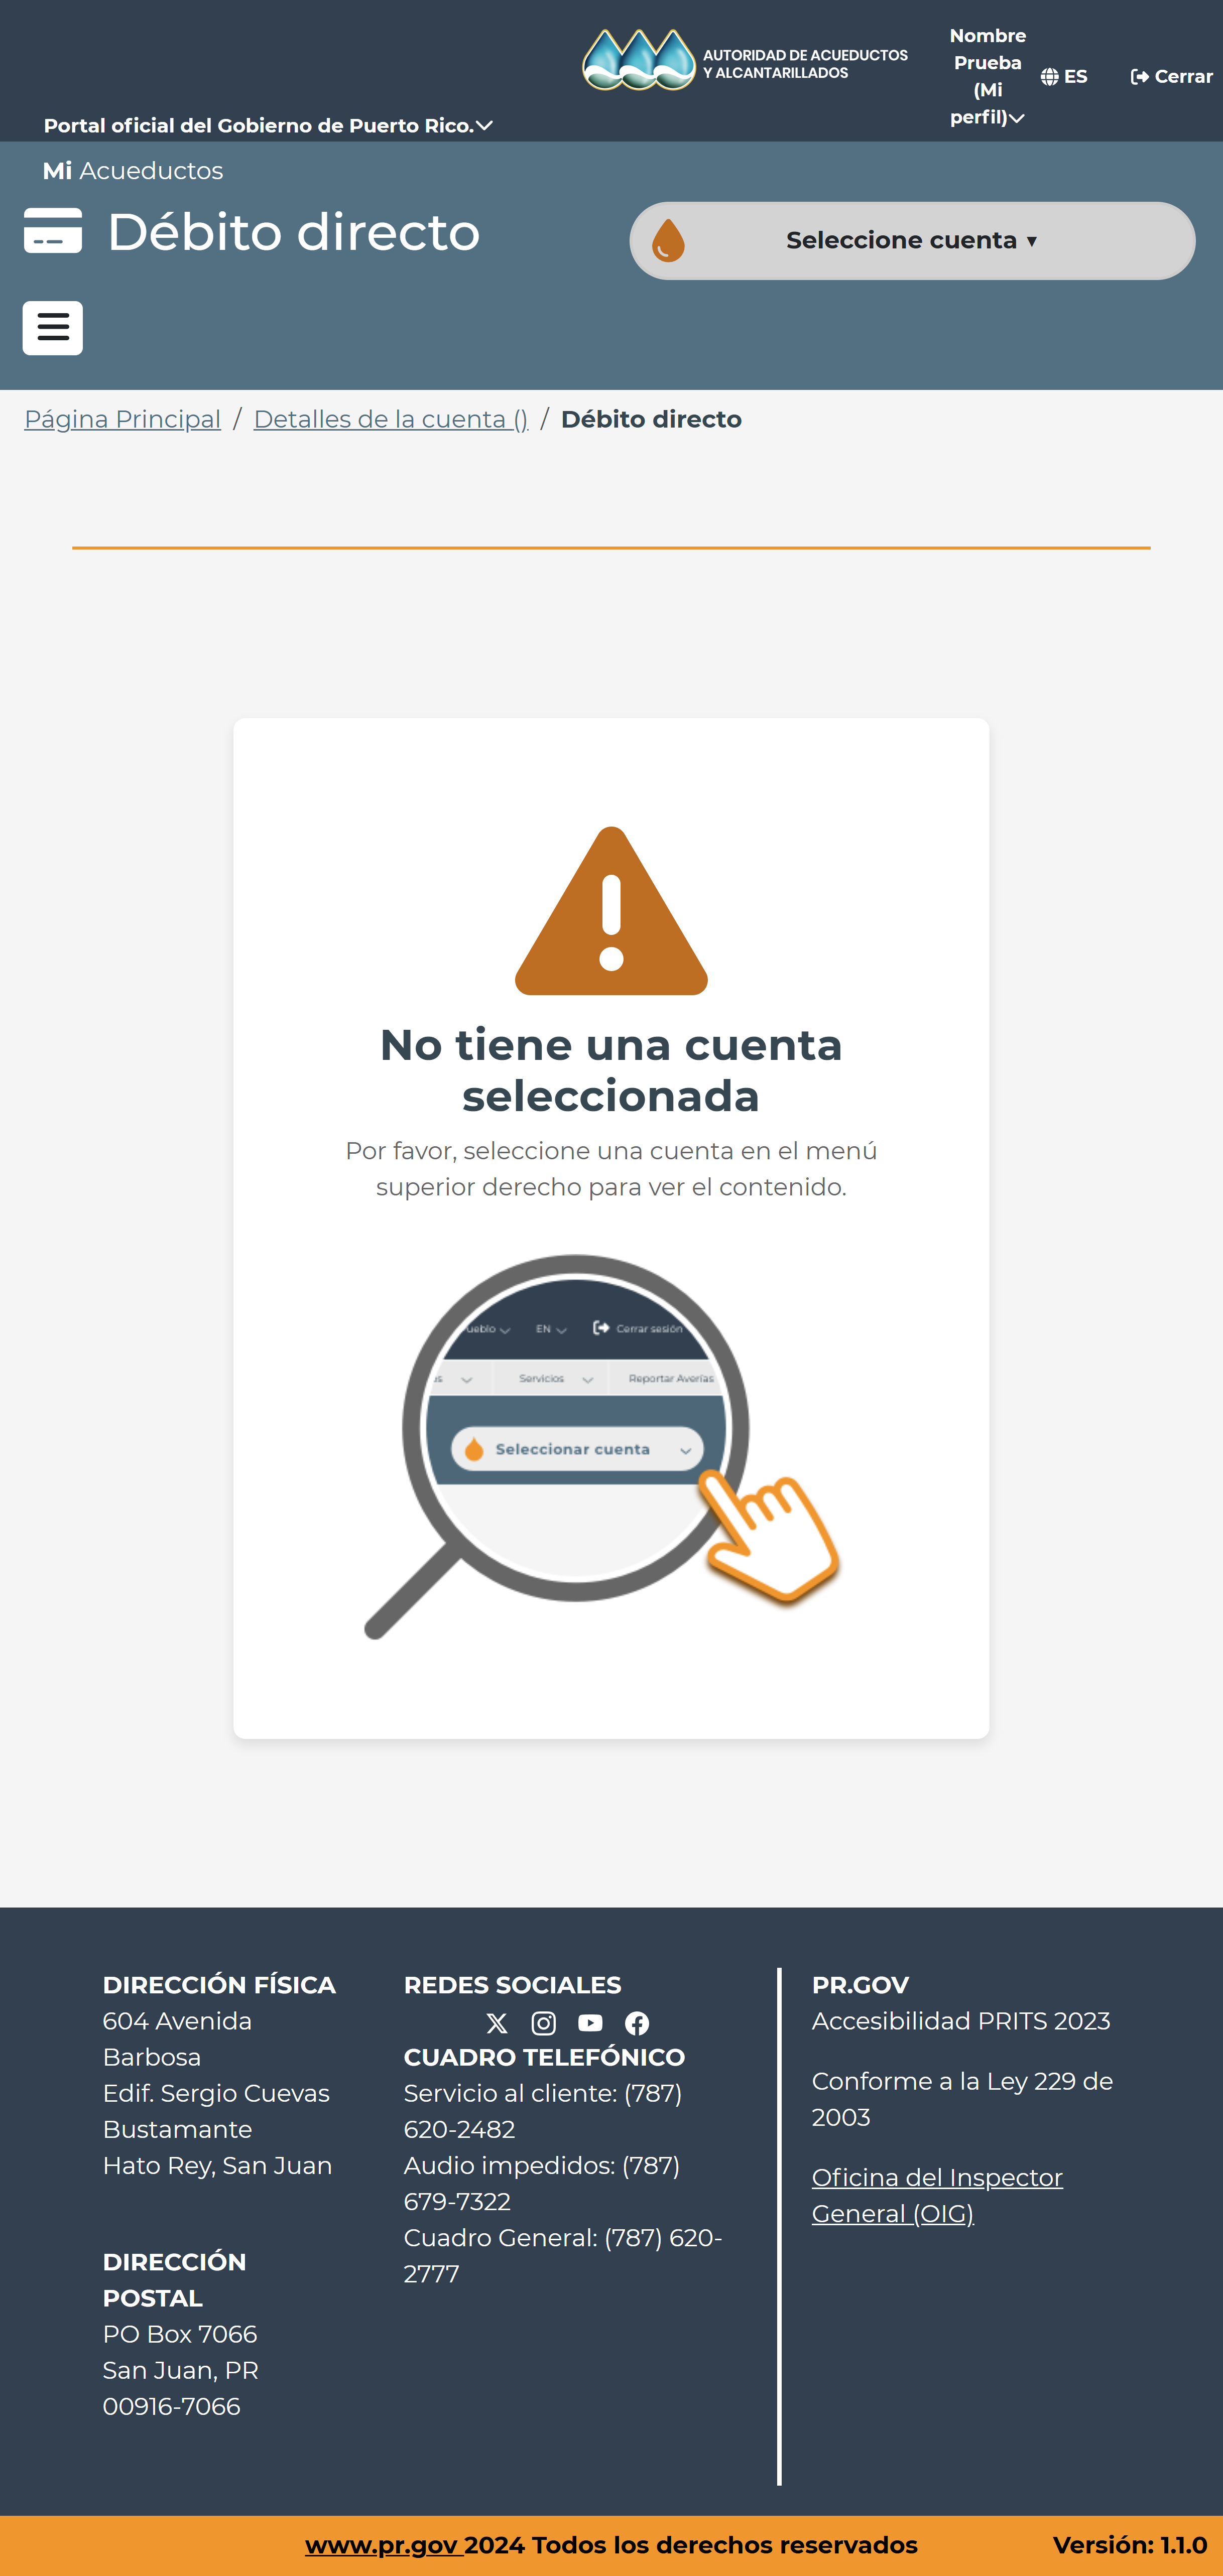 AUTORIDAD DE ACUEDUCTOS
Y ALCANTARILLADOS
Nombre
Prueba
(Mi
perfil)
ES
Cerrar
Portal oficial del Gobierno de Puerto Rico.
Mi Acueductos
Débito directo
Seleccione cuenta ▼
Página Principal / Detalles de la cuenta () / Débito directo
No tiene una cuenta
seleccionada
Por favor, seleccione una cuenta en el menú
superior derecho para ver el contenido.
ueblo EN Cerrar sesión
as Servicios Reportar Averías
Seleccionar cuenta
DIRECCIÓN FÍSICA
604 Avenida
Barbosa
Edif. Sergio Cuevas
Bustamante
Hato Rey, San Juan
DIRECCIÓN
POSTAL
PO Box 7066
San Juan, PR
00916-7066
REDES SOCIALES
CUADRO TELEFÓNICO
Servicio al cliente: (787)
620-2482
Audio impedidos: (787)
679-7322
Cuadro General: (787) 620-
2777
PR.GOV
Accesibilidad PRITS 2023
Conforme a la Ley 229 de
2003
Oficina del Inspector
General (OIG)
www.pr.gov 2024 Todos los derechos reservados
Versión: 1.1.0